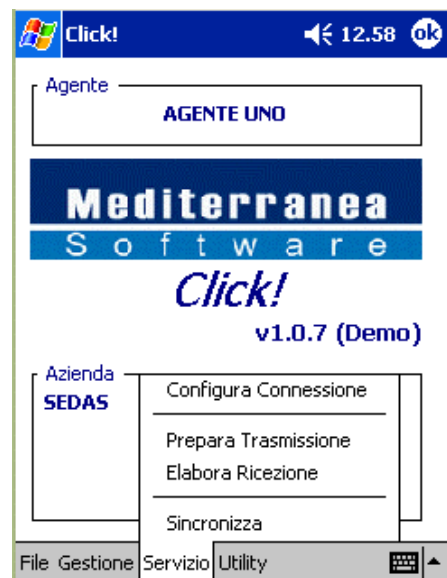 Click! 12.58 ok
Agente
AGENTE UNO
Mediterranea
Software
Click!
v1.0.7 (Demo)
Azienda
SEDAS
Configura Connessione
Prepara Trasmissione
Elabora Ricezione
Sincronizza
File Gestione Servizio Utility